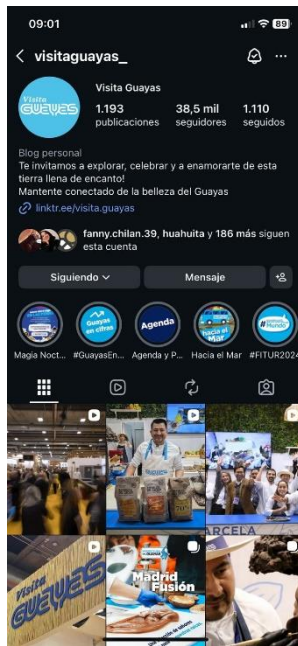 09:01
89
visitaguayas_
Visita
GUAYAS
Visita Guayas
1.193
publicaciones
38,5 mil
seguidores
1.110
seguidos
Blog personal
Te invitamos a explorar, celebrar y a enamorarte de esta
tierra llena de encanto!
Mantente conectado de la belleza del Guayas
linktr.ee/visita.guayas
fanny.chilan.39, huahuita y 186 más siguen
esta cuenta
Siguiendo
Mensaje
Guayas
en cifras
Agenda
hacia el
Mar
Mundo
Magia Noct...
#GuayasEn...
Agenda y P...
Hacia el Mar
#FITUR2024
70%
ARCELA
Visita
GUAYAS
Madrid
Fusión